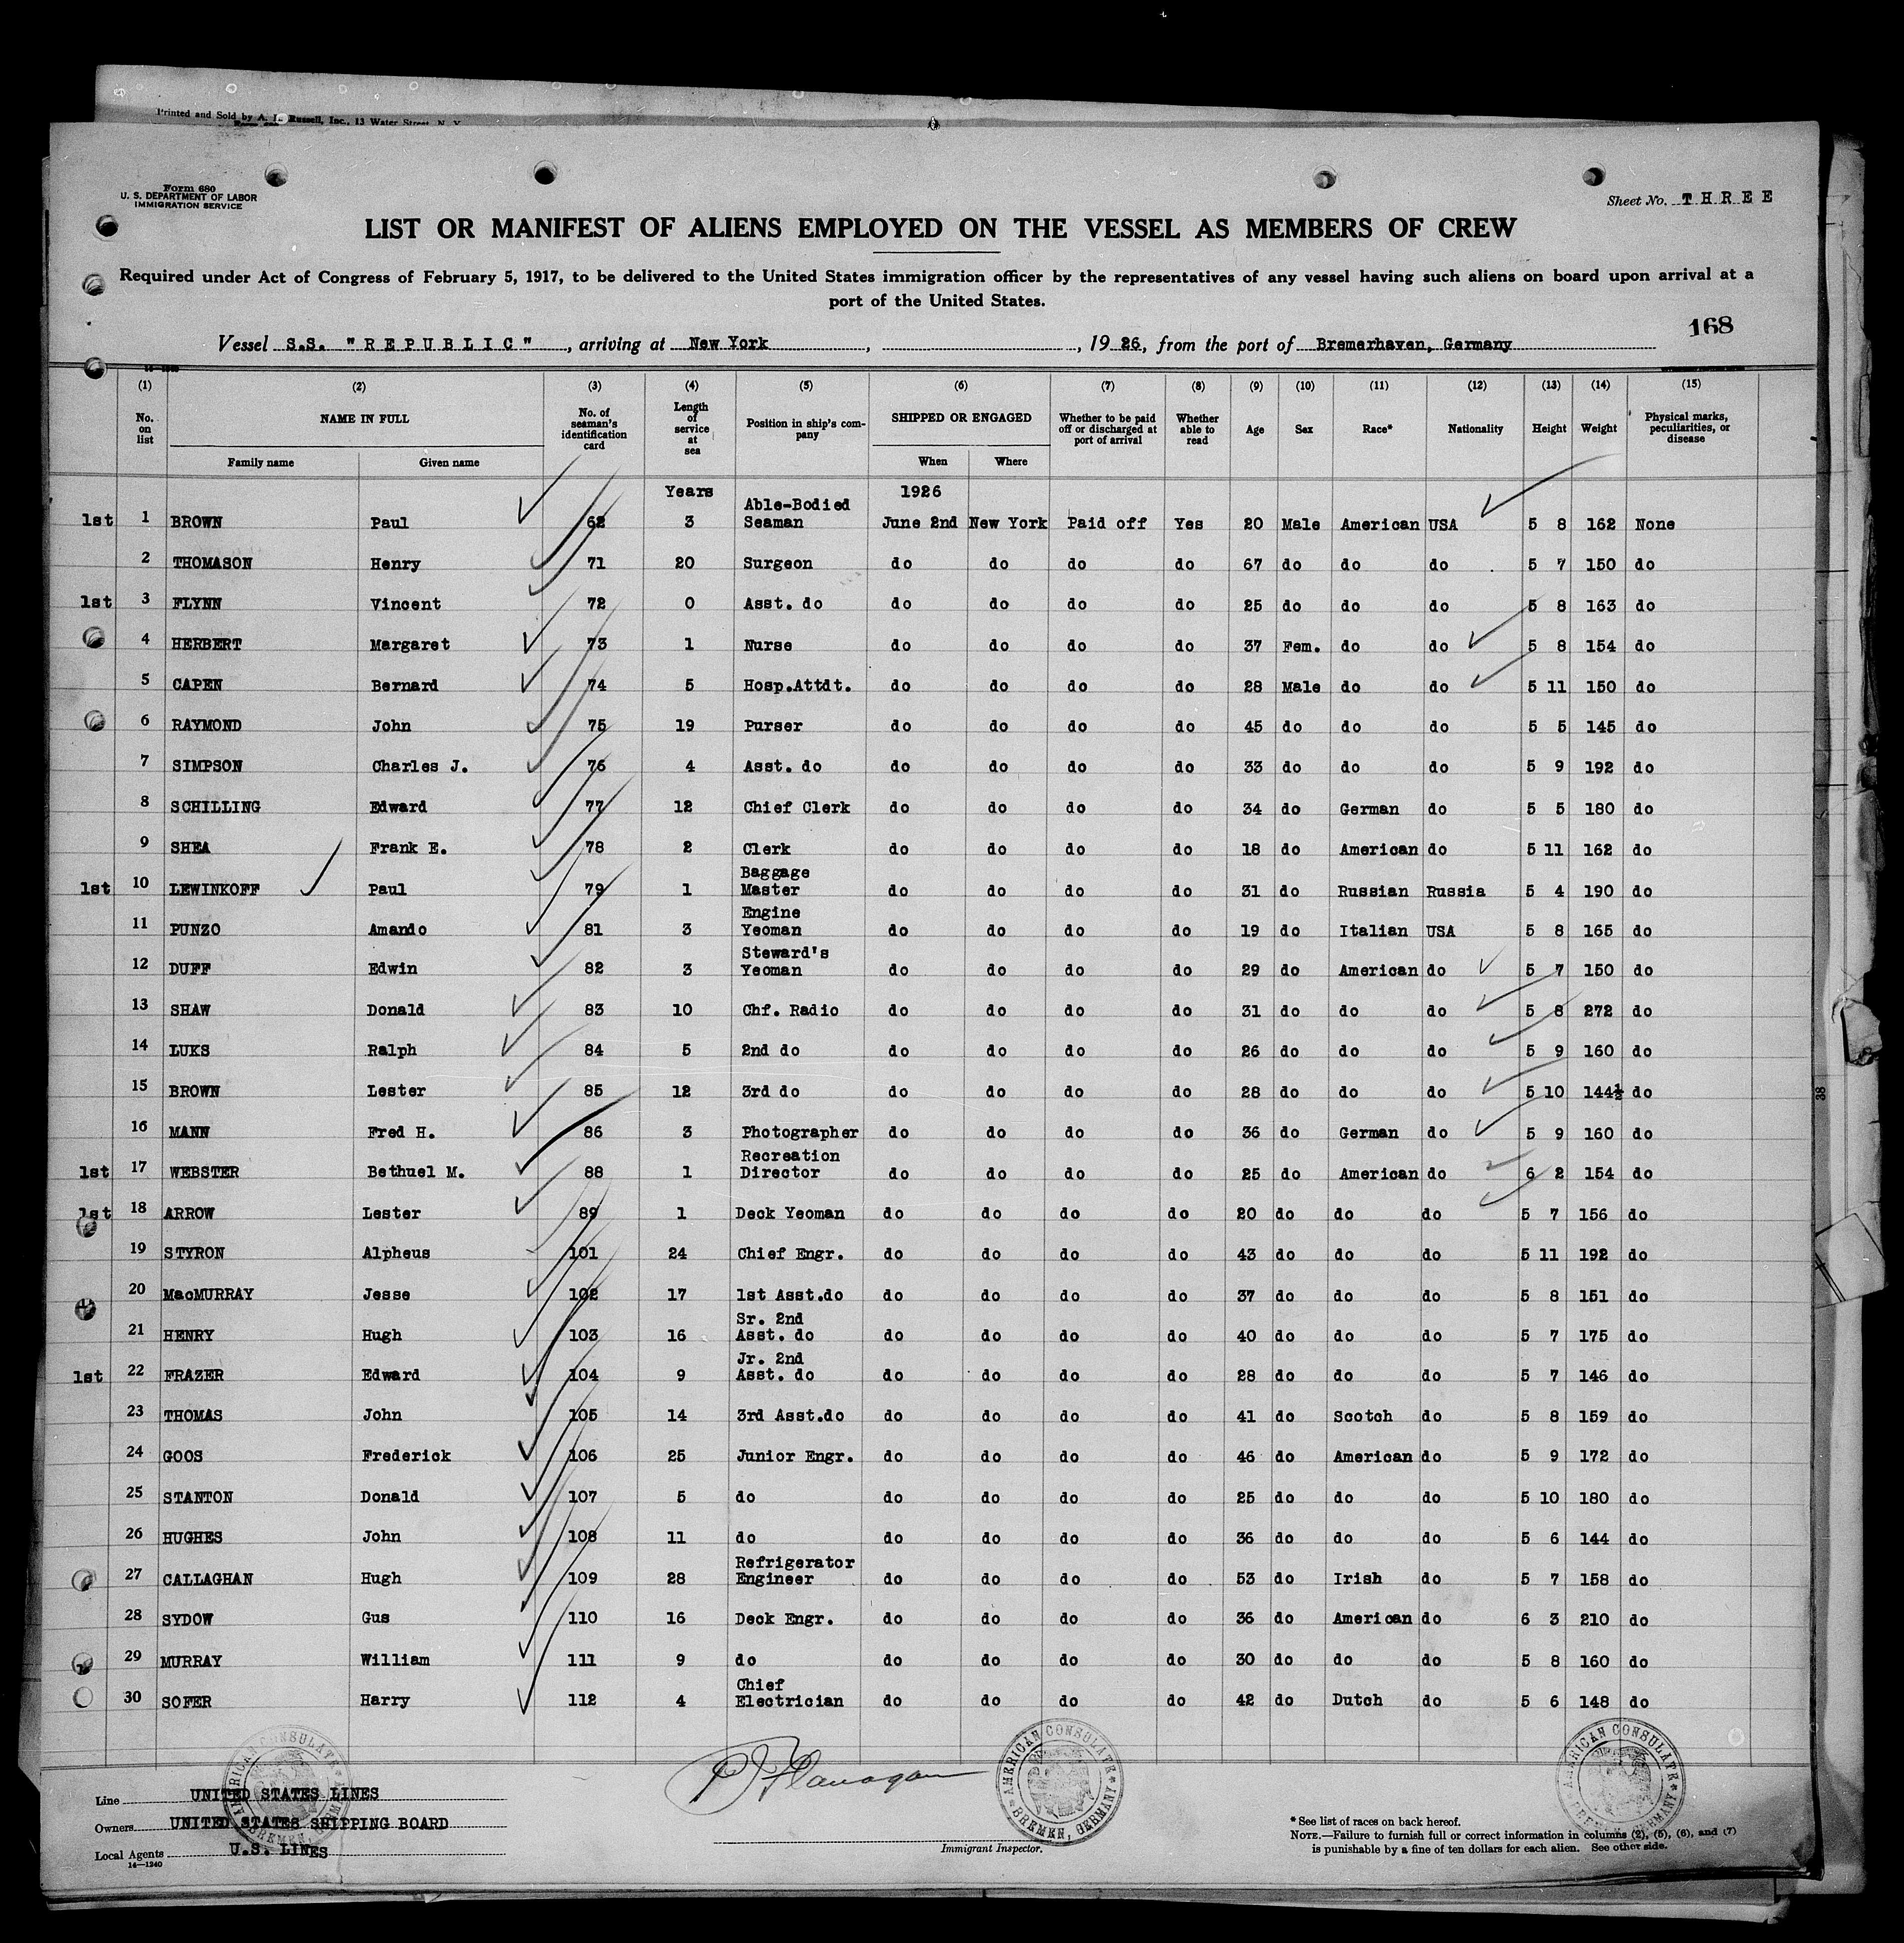 Printed and Sold by A. L. Russell, Inc., 13 Water Street, N. Y.
Form 680
U. S. DEPARTMENT OF LABOR
IMMIGRATION SERVICE
Sheet No. THREE
LIST OR MANIFEST OF ALIENS EMPLOYED ON THE VESSEL AS MEMBERS OF CREW
Required under Act of Congress of February 5, 1917, to be delivered to the United States immigration officer by the representatives of any vessel having such aliens on board upon arrival at a
port of the United States.
168
Vessel S.S. "REPUBLIC", arriving at New York, , 1926, from the port of Bremerhaven, Germany
(1) (2) (3) (4) (5) (6) (7) (8) (9) (10) (11) (12) (13) (14) (15)
No. on list NAME IN FULL No. of seaman's identification card Length of service at sea Position in ship's company SHIPPED OR ENGAGED Whether to be paid off or discharged at port of arrival Whether able to read Age Sex Race* Nationality Height Weight Physical marks, peculiarities, or disease
Family name Given name When Where
Years 1926
1st 1 BROWN Paul 62 3 Able-Bodied Seaman June 2nd New York Paid off Yes 20 Male American USA 5 8 162 None
2 THOMASON Henry 71 20 Surgeon do do do do 67 do do do 5 7 150 do
1st 3 FLYNN Vincent 72 0 Asst. do do do do do 25 do do do 5 8 163 do
4 HERBERT Margaret 73 1 Nurse do do do do 37 Fem. do do 5 8 154 do
5 CAPEN Bernard 74 5 Hosp.Attdt. do do do do 28 Male do do 5 11 150 do
6 RAYMOND John 75 19 Purser do do do do 45 do do do 5 5 145 do
7 SIMPSON Charles J. 76 4 Asst. do do do do do 33 do do do 5 9 192 do
8 SCHILLING Edward 77 12 Chief Clerk do do do do 34 do German do 5 5 180 do
9 SHEA Frank E. 78 2 Clerk do do do do 18 do American do 5 11 162 do
1st 10 LEWINKOFF Paul 79 1 Baggage Master do do do do 31 do Russian Russia 5 4 190 do
11 PUNZO Amando 81 3 Engine Yeoman do do do do 19 do Italian USA 5 8 165 do
12 DUFF Edwin 82 3 Steward's Yeoman do do do do 29 do American do 5 7 150 do
13 SHAW Donald 83 10 Chf. Radio do do do do 31 do do do 5 8 272 do
14 LUKS Ralph 84 5 2nd do do do do do 26 do do do 5 9 160 do
15 BROWN Lester 85 12 3rd do do do do do 28 do do do 5 10 144½ do
16 MANN Fred H. 86 3 Photographer do do do do 36 do German do 5 9 160 do
1st 17 WEBSTER Bethuel M. 88 1 Recreation Director do do do do 25 do American do 6 2 154 do
1st 18 ARROW Lester 89 1 Deck Yeoman do do do do 20 do do do 5 7 156 do
19 STYRON Alpheus 101 24 Chief Engr. do do do do 43 do do do 5 11 192 do
20 MacMURRAY Jesse 102 17 1st Asst.do do do do do 37 do do do 5 8 151 do
21 HENRY Hugh 103 16 Sr. 2nd Asst. do do do do do 40 do do do 5 7 175 do
1st 22 FRAZER Edward 104 9 Jr. 2nd Asst. do do do do do 28 do do do 5 7 146 do
23 THOMAS John 105 14 3rd Asst.do do do do do 41 do Scotch do 5 8 159 do
24 GOOS Frederick 106 25 Junior Engr. do do do do 46 do American do 5 9 172 do
25 STANTON Donald 107 5 do do do do do 25 do do do 5 10 180 do
26 HUGHES John 108 11 do do do do do 36 do do do 5 6 144 do
27 CALLAGHAN Hugh 109 28 Refrigerator Engineer do do do do 53 do Irish do 5 7 158 do
28 SYDOW Gus 110 16 Deck Engr. do do do do 36 do American do 6 3 210 do
29 MURRAY William 111 9 do do do do do 30 do do do 5 8 160 do
30 SOFER Harry 112 4 Chief Electrician do do do do 42 do Dutch do 5 6 148 do
AMERICAN CONSULATE BREMEN, GERMANY
AMERICAN CONSULATE BREMEN, GERMANY
AMERICAN CONSULATE BREMEN, GERMANY
Line UNITED STATES LINES
Owners UNITED STATES SHIPPING BOARD
Local Agents U.S. LINES
14—1240
Flanagan
Immigrant Inspector.
* See list of races on back hereof.
NOTE.—Failure to furnish full or correct information in columns (2), (5), (6), and (7)
is punishable by a fine of ten dollars for each alien. See other side.
38